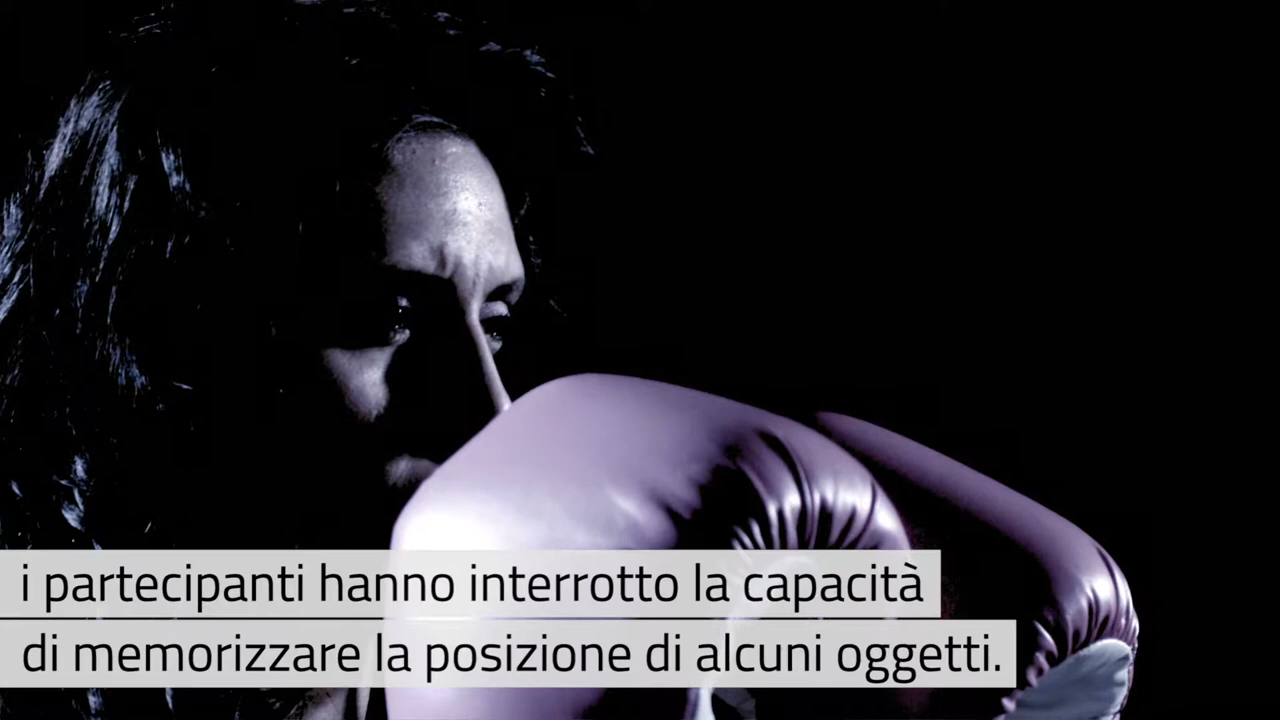 i partecipanti hanno interrotto la capacità
di memorizzare la posizione di alcuni oggetti.